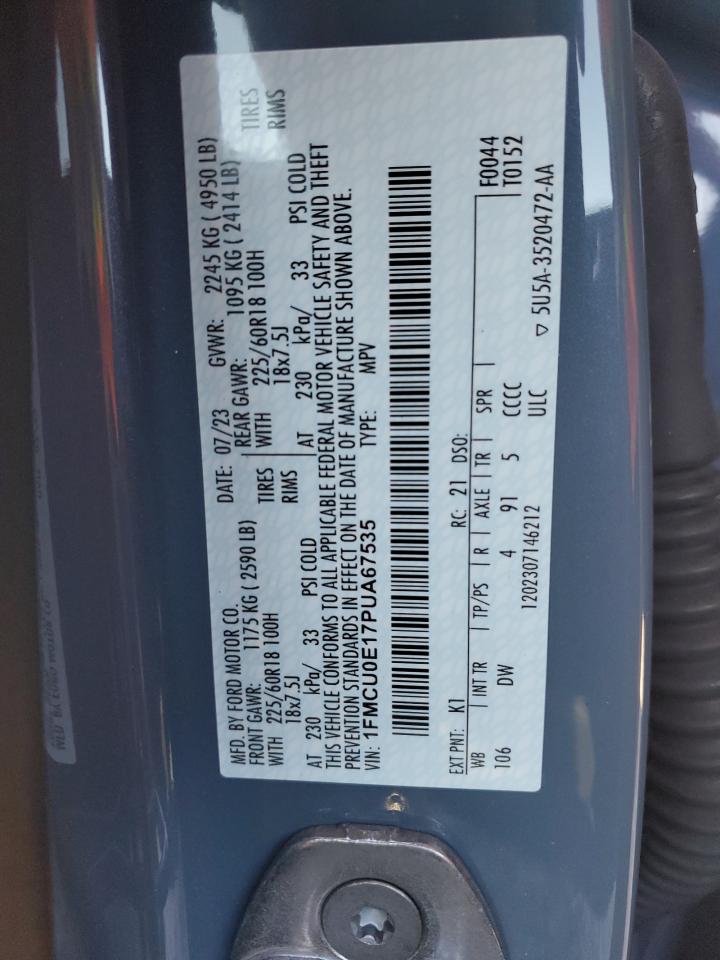 MFD. BY FORD MOTOR CO.
DATE: 07/23 GVWR: 2245 KG ( 4950 LB)
FRONT GAWR: 1175 KG ( 2590 LB) REAR GAWR: 1095 KG ( 2414 LB)
WITH 225/60R18 100H TIRES WITH 225/60R18 100H TIRES
18x7.5J RIMS 18x7.5J RIMS
AT 230 kPa/ 33 PSI COLD AT 230 kPa/ 33 PSI COLD
THIS VEHICLE CONFORMS TO ALL APPLICABLE FEDERAL MOTOR VEHICLE SAFETY AND THEFT
PREVENTION STANDARDS IN EFFECT ON THE DATE OF MANUFACTURE SHOWN ABOVE.
VIN: 1FMCU0E17PUA67535 TYPE: MPV
EXT PNT: K1 RC: 21 DSO: F0044
WB | INT TR | TP/PS | R | AXLE | TR | SPR | T0152
106 DW 4 91 5 CCCC
1202307146212 ULC ▽ 5U5A-3520472-AA